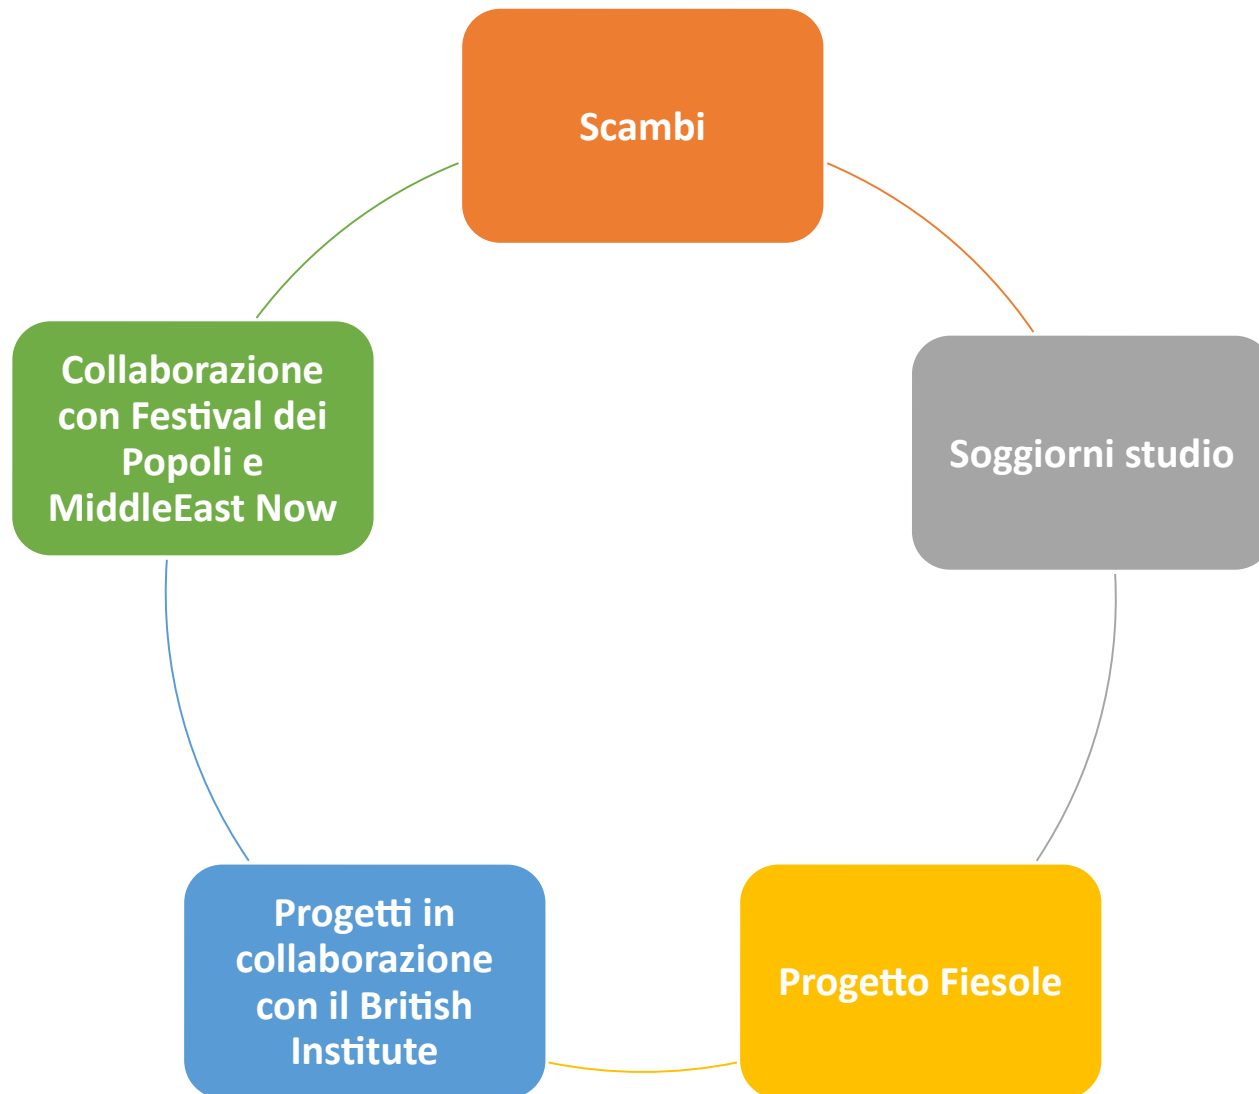 Scambi
Soggiorni studio
Progetto Fiesole
Progetti in
collaborazione
con il British
Institute
Collaborazione
con Festival dei
Popoli e
MiddleEast Now